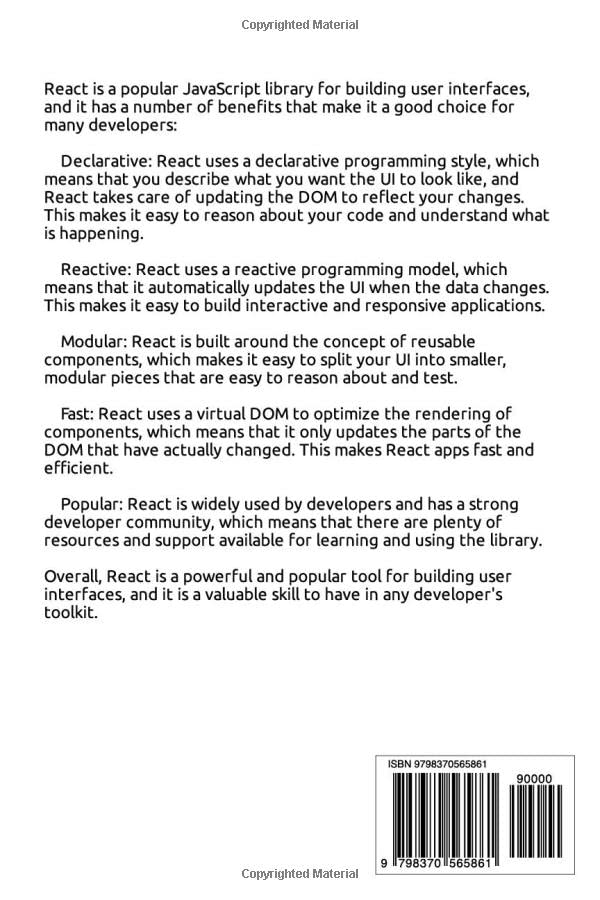 Copyrighted Material
React is a popular JavaScript library for building user interfaces,
and it has a number of benefits that make it a good choice for
many developers:
Declarative: React uses a declarative programming style, which
means that you describe what you want the UI to look like, and
React takes care of updating the DOM to reflect your changes.
This makes it easy to reason about your code and understand what
is happening.
Reactive: React uses a reactive programming model, which
means that it automatically updates the UI when the data changes.
This makes it easy to build interactive and responsive applications.
Modular: React is built around the concept of reusable
components, which makes it easy to split your UI into smaller,
modular pieces that are easy to reason about and test.
Fast: React uses a virtual DOM to optimize the rendering of
components, which means that it only updates the parts of the
DOM that have actually changed. This makes React apps fast and
efficient.
Popular: React is widely used by developers and has a strong
developer community, which means that there are plenty of
resources and support available for learning and using the library.
Overall, React is a powerful and popular tool for building user
interfaces, and it is a valuable skill to have in any developer's
toolkit.
ISBN 9798370565861
90000
9 798370 565861
Copyrighted Material